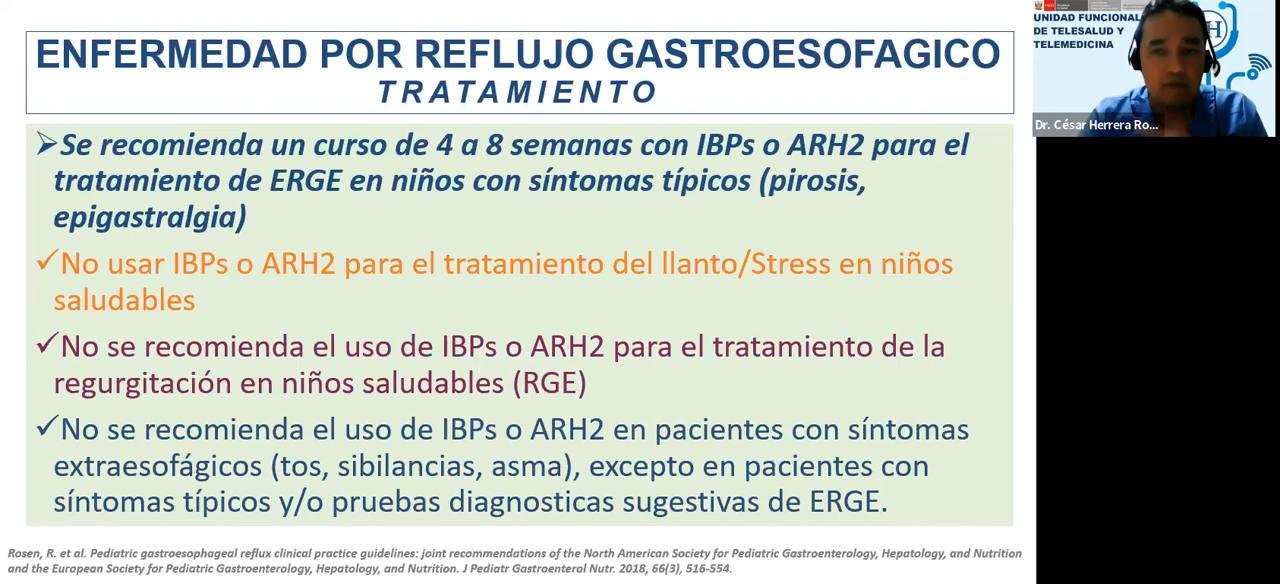 ENFERMEDAD POR REFLUJO GASTROESOFAGICO
TRATAMIENTO
➢Se recomienda un curso de 4 a 8 semanas con IBPs o ARH2 para el
tratamiento de ERGE en niños con síntomas típicos (pirosis,
epigastralgia)
✓No usar IBPs o ARH2 para el tratamiento del llanto/Stress en niños
saludables
✓No se recomienda el uso de IBPs o ARH2 para el tratamiento de la
regurgitación en niños saludables (RGE)
✓No se recomienda el uso de IBPs o ARH2 en pacientes con síntomas
extraesofágicos (tos, sibilancias, asma), excepto en pacientes con
síntomas típicos y/o pruebas diagnosticas sugestivas de ERGE.
Rosen, R. et al. Pediatric gastroesophageal reflux clinical practice guidelines: joint recommendations of the North American Society for Pediatric Gastroenterology, Hepatology, and Nutrition
and the European Society for Pediatric Gastroenterology, Hepatology, and Nutrition. J Pediatr Gastroenterol Nutr. 2018, 66(3), 516-554.
UNIDAD FUNCIONAL
DE TELESALUD Y
TELEMEDICINA
H
Dr. César Herrera Ro...